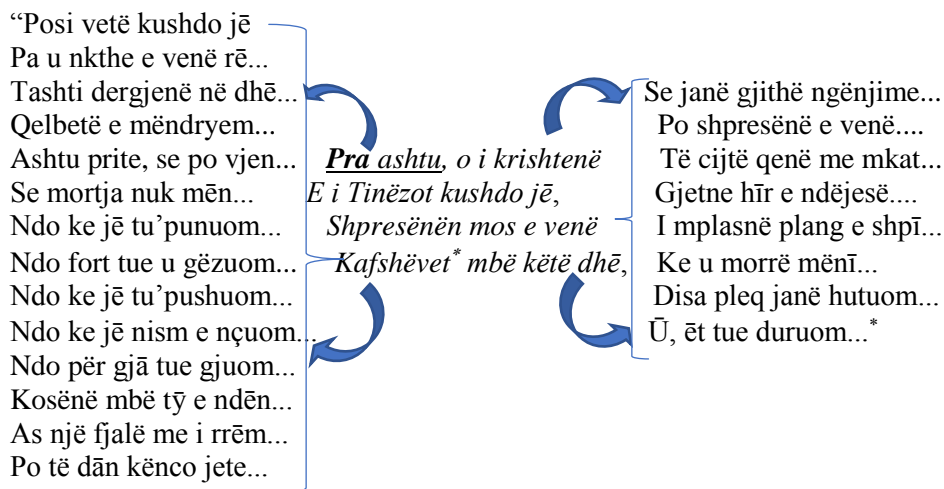 “Posi vetë kushdo jē
Pa u nkthe e venë rē...
Tashti dergjenë në dhē...
Qelbetë e mëndryem...
Ashtu prite, se po vjen...
Se mortja nuk mēn...
Ndo ke jē tu’punuom...
Ndo fort tue u gëzuom...
Ndo ke jē tu’pushuom...
Ndo ke jē nism e nçuom...
Ndo për gjā tue gjuom...
Kosënë mbë tȳ e ndēn...
As një fjalë me i rrēm...
Po të dān kënco jete...
Pra ashtu, o i krishtenë
E i Tinëzot kushdo jē,
Shpresënën mos e venë
Kafshëvet* mbë këtë dhē,
Se janë gjithë ngënjime...
Po shpresënë e venë....
Të cijtë qenë me mkat...
Gjetne hīr e ndëjesë....
I mplasnë plang e shpī...
Ke u morrë mënī...
Disa pleq janë hutuom...
Ū, ēt tue duruom...*